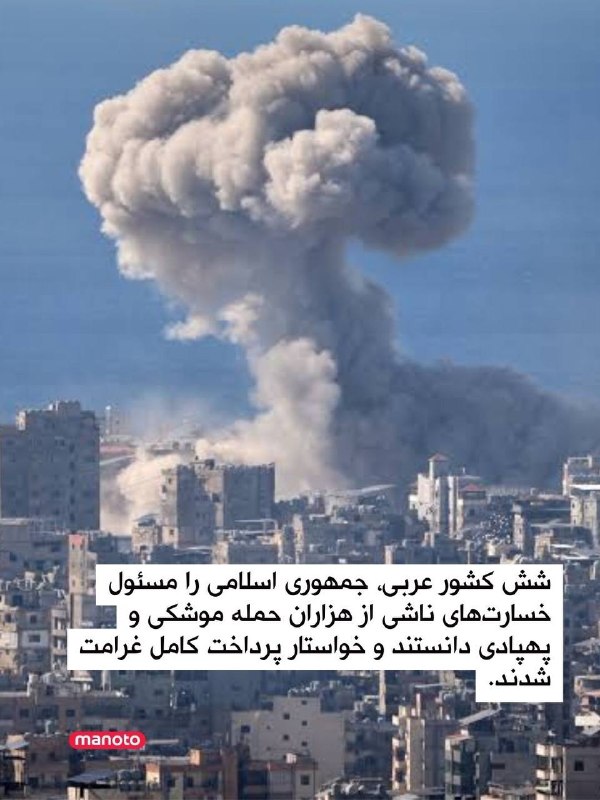 شش کشور عربی، جمهوری اسلامی را مسئول
خسارت‌های ناشی از هزاران حمله موشکی و
پهپادی دانستند و خواستار پرداخت کامل غرامت
شدند.
manoto